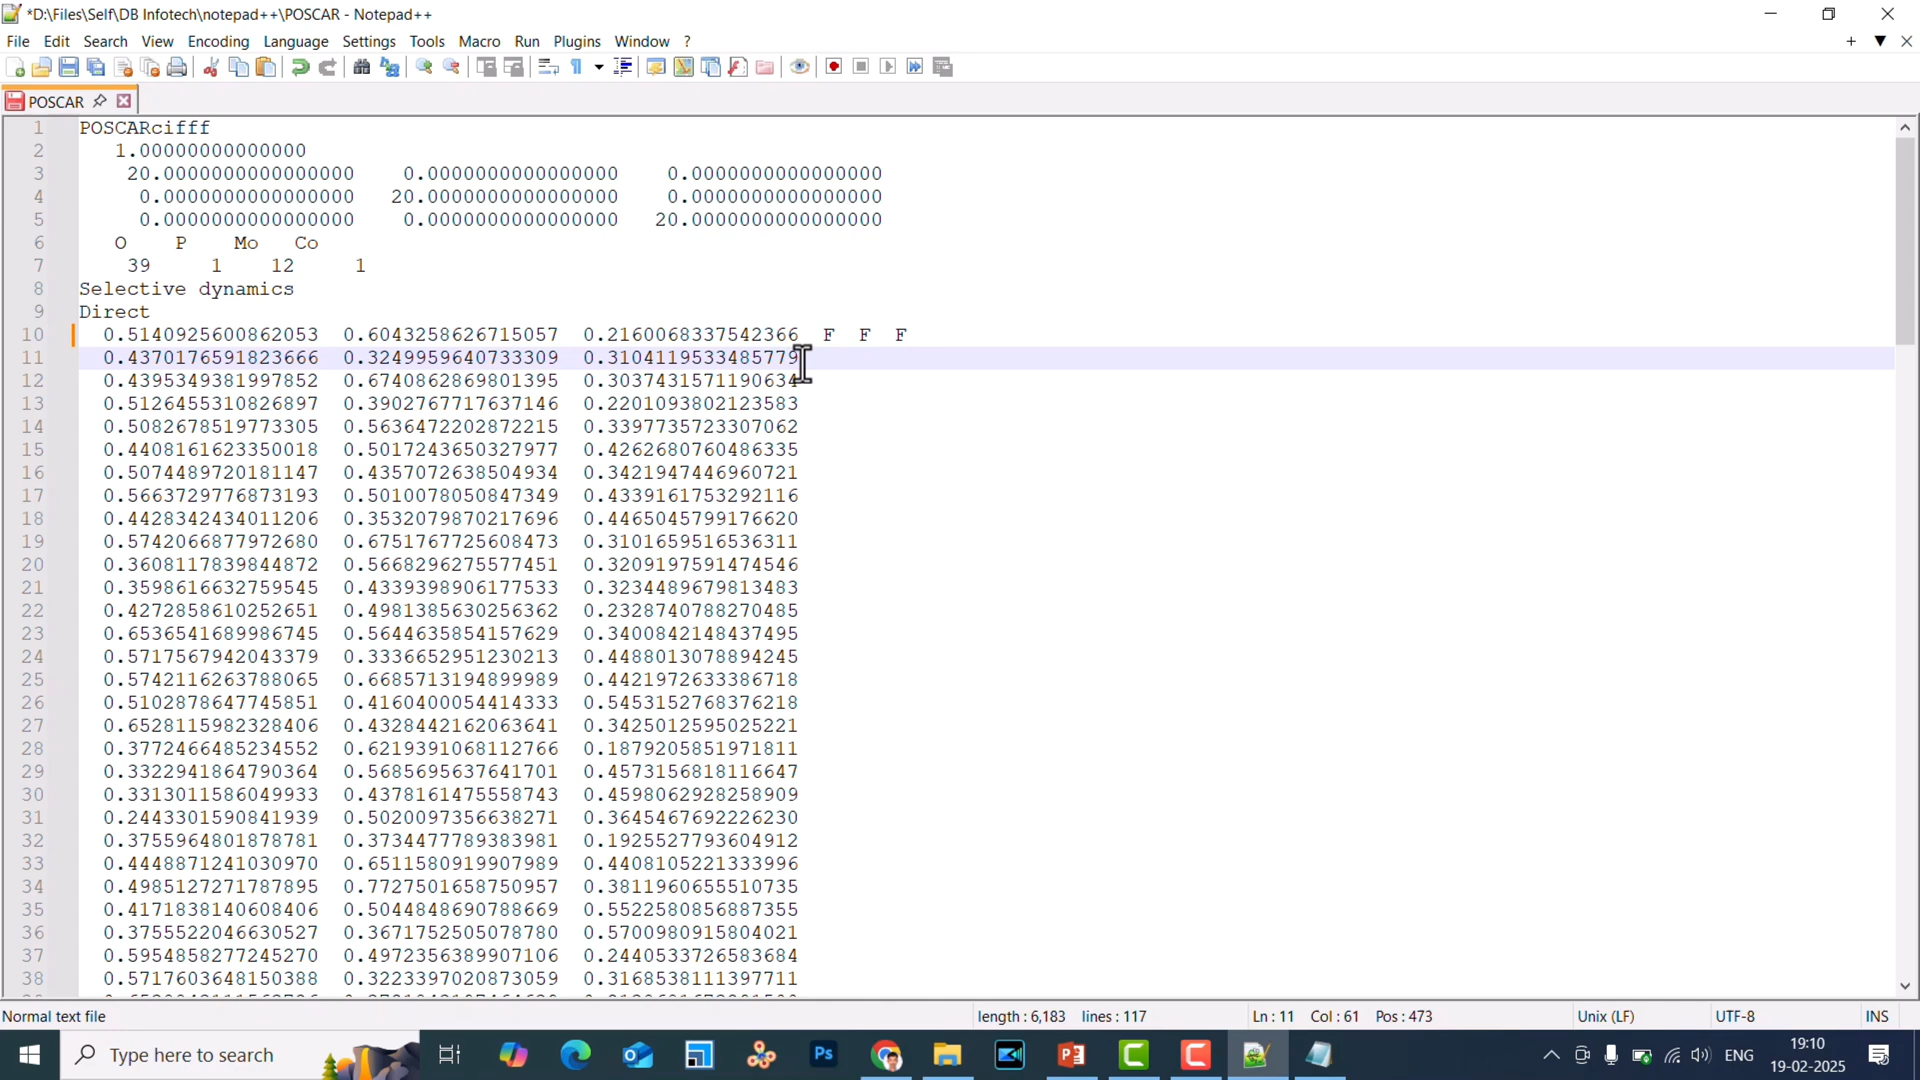 *D:\Files\Self\DB Infotech\notepad++\POSCAR - Notepad++
File Edit Search View Encoding Language Settings Tools Macro Run Plugins Window ?
POSCAR
1 POSCARcifff
2 1.00000000000000
3 20.0000000000000000 0.0000000000000000 0.0000000000000000
4 0.0000000000000000 20.0000000000000000 0.0000000000000000
5 0.0000000000000000 0.0000000000000000 20.0000000000000000
6 O P Mo Co
7 39 1 12 1
8 Selective dynamics
9 Direct
10 0.5140925600862053 0.6043258626715057 0.2160068337542366 F F F
11 0.4370176591823666 0.3249959640733309 0.3104119533485779
12 0.4395349381997852 0.6740862869801395 0.3037431571190634
13 0.5126455310826897 0.3902767717637146 0.2201093802123583
14 0.5082678519773305 0.5636472202872215 0.3397735723307062
15 0.4408161623350018 0.5017243650327977 0.4262680760486335
16 0.5074489720181147 0.4357072638504934 0.3421947446960721
17 0.5663729776873193 0.5010078050847349 0.4339161753292116
18 0.4428342434011206 0.3532079870217696 0.4465045799176620
19 0.5742066877972680 0.6751767725608473 0.3101659516536311
20 0.3608117839844872 0.5668296275577451 0.3209197591474546
21 0.3598616632759545 0.4339398906177533 0.3234489679813483
22 0.4272858610252651 0.4981385630256362 0.2328740788270485
23 0.6536541689986745 0.5644635854157629 0.3400842148437495
24 0.5717567942043379 0.3336652951230213 0.4488013078894245
25 0.5742116263788065 0.6685713194899989 0.4421972633386718
26 0.5102878647745851 0.4160400054414333 0.5453152768376218
27 0.6528115982328406 0.4328442162063641 0.3425012595025221
28 0.3772466485234552 0.6219391068112766 0.1879205851971811
29 0.3322941864790364 0.5685695637641701 0.4573156818116647
30 0.3313011586049933 0.4378161475558743 0.4598062928258909
31 0.2443301590841939 0.5020097356638271 0.3645467692226230
32 0.3755964801878781 0.3734477789383981 0.1925527793604912
33 0.4448871241030970 0.6511580919907989 0.4408105221333996
34 0.4985127271787895 0.7727501658750957 0.3811960655510735
35 0.4171838140608406 0.5044848690788669 0.5522580856887355
36 0.3755522046630527 0.3671752505078780 0.5700980915804021
37 0.5954858277245270 0.4972356389907106 0.2440533726583684
38 0.5717603648150388 0.3223397020873059 0.3168538111397711
Normal text file length : 6,183 lines : 117 Ln : 11 Col : 61 Pos : 473 Unix (LF) UTF-8 INS
Type here to search
Ps
ENG
19:10
19-02-2025